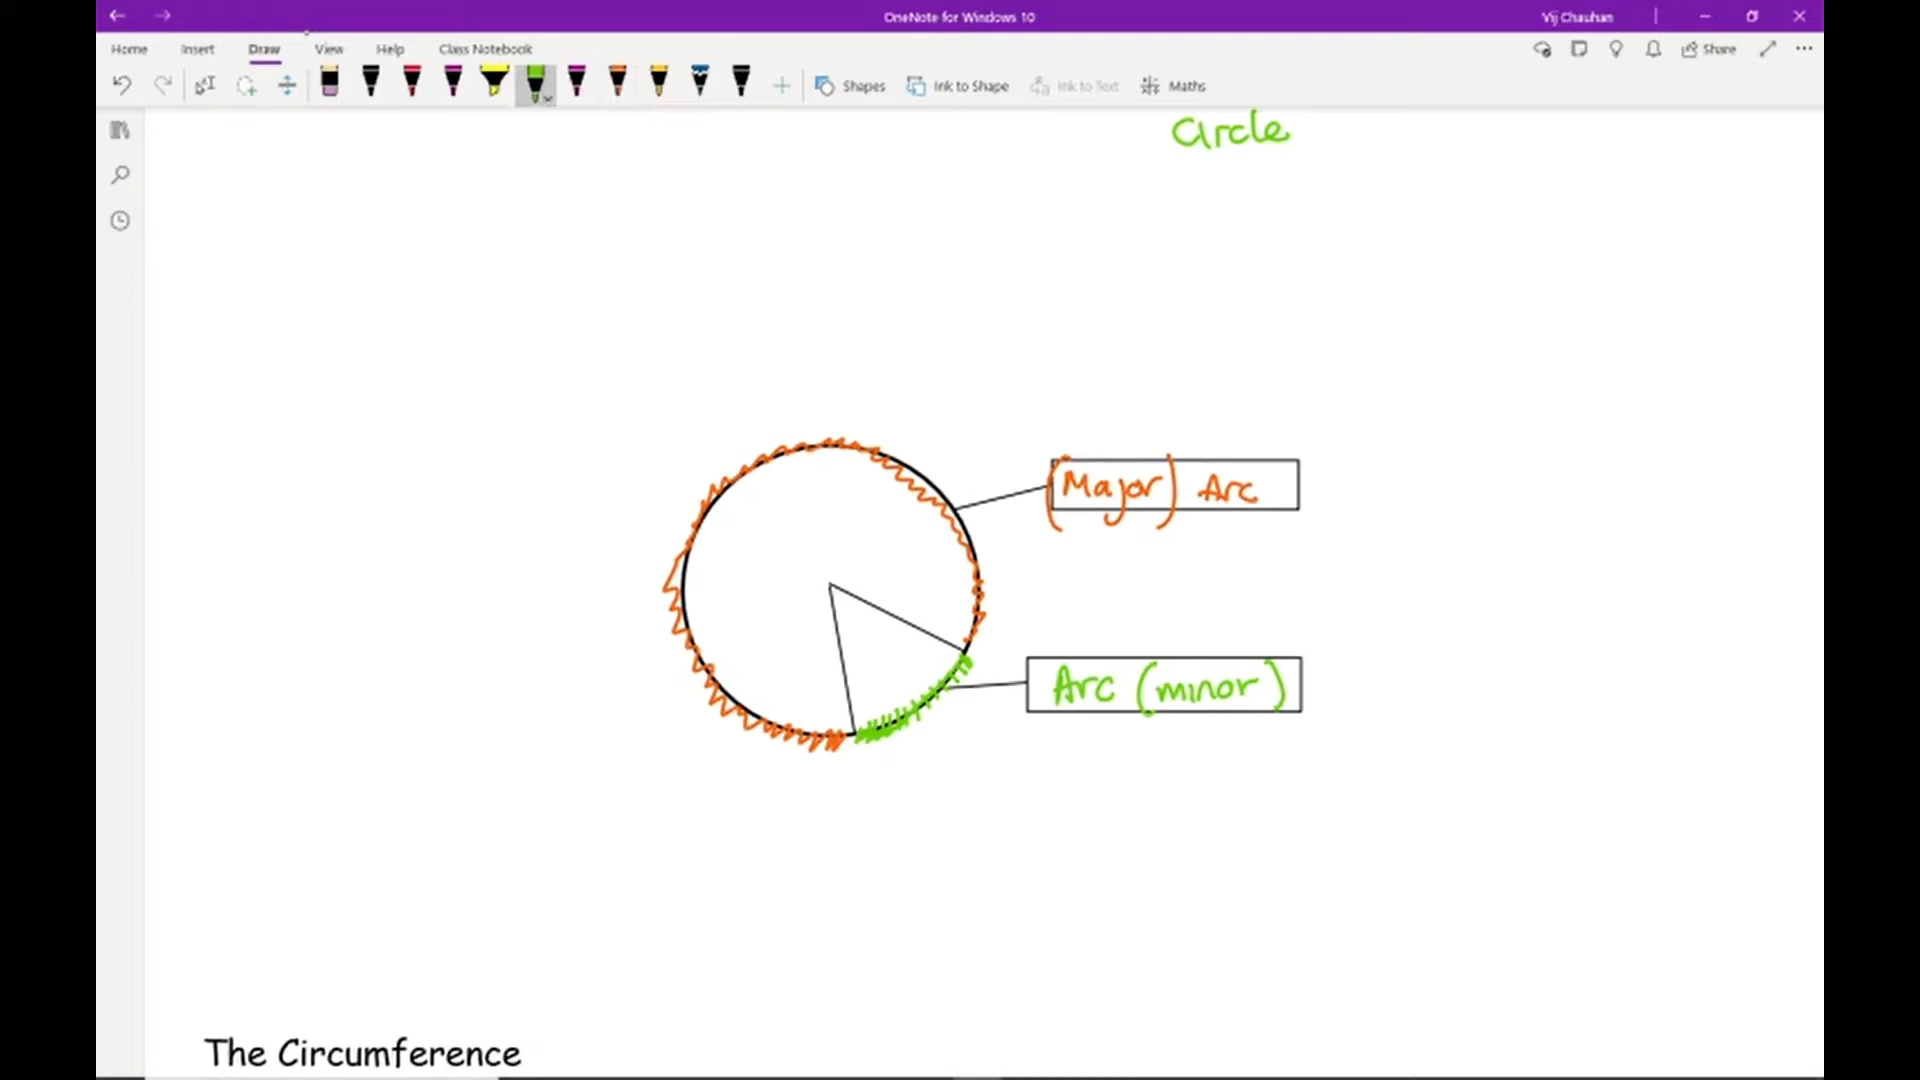 OneNote for Windows 10
Vij Chauhan
Home Insert Draw View Help Class Notebook
Share
Shapes Ink to Shape Ink to Text Maths
Circle
(Major) Arc
Arc (minor)
The Circumference